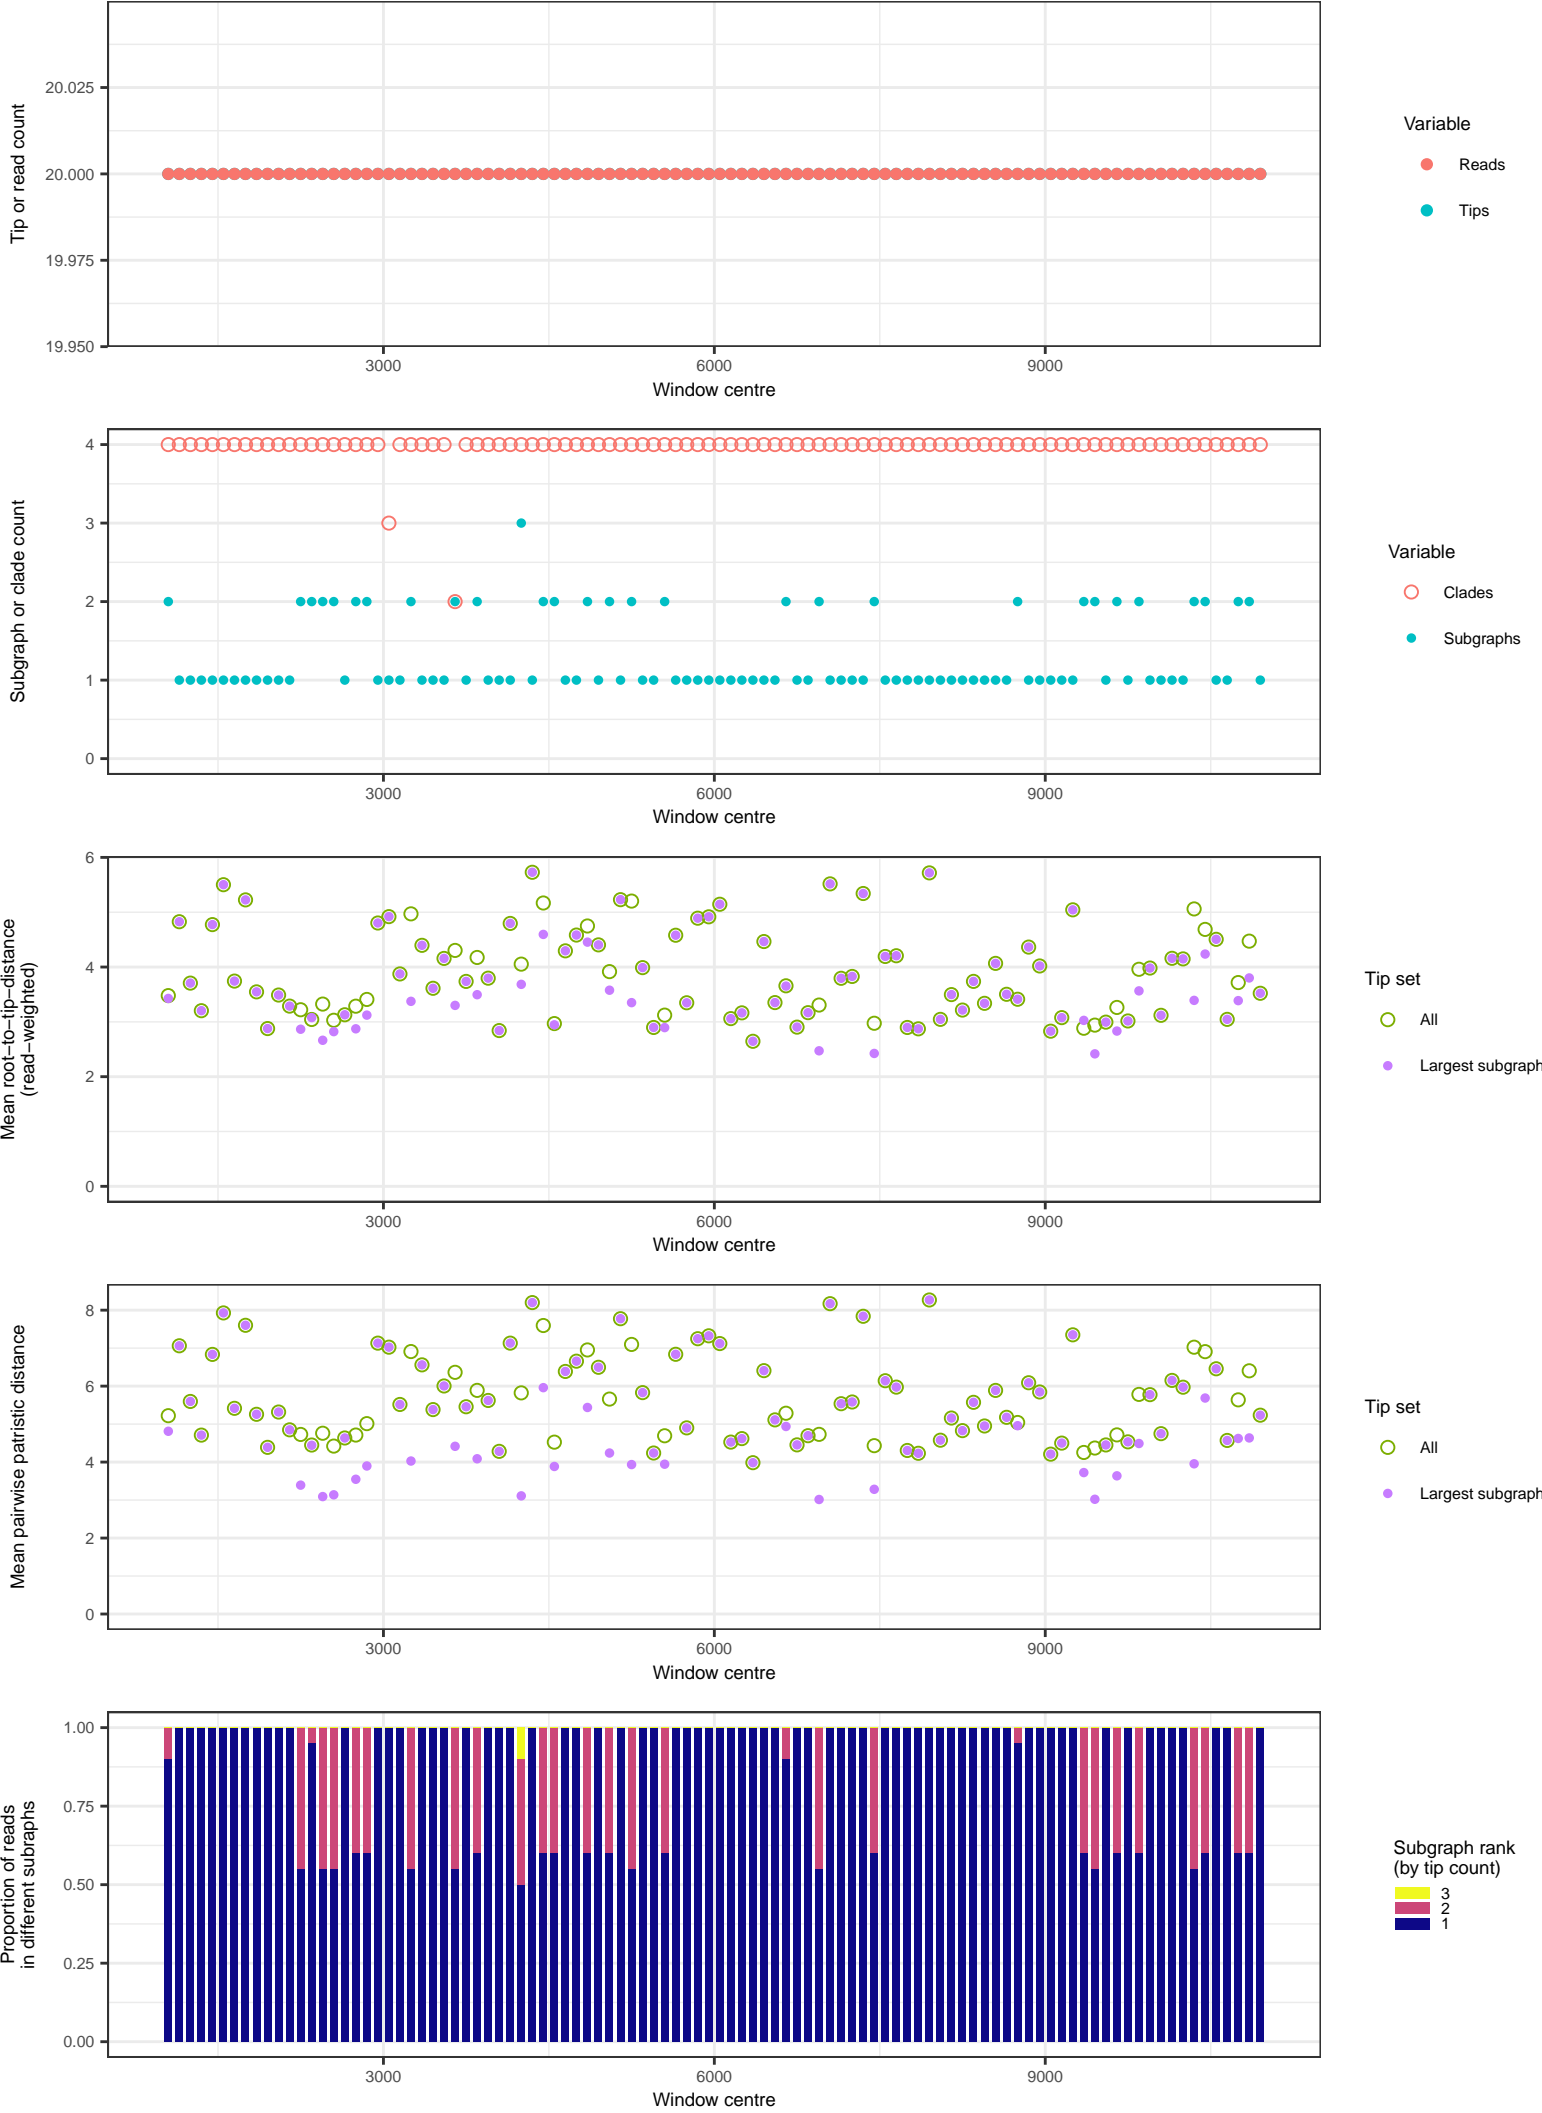 Tip or read count
20.025
20.000
19.975
19.950
3000
6000
9000
Window centre
Variable
Reads
Tips
Subgraph or clade count
4
3
2
1
0
3000
6000
9000
Window centre
Variable
Clades
Subgraphs
Mean root−to−tip−distance
(read−weighted)
6
4
2
0
3000
6000
9000
Window centre
Tip set
All
Largest subgraph
Mean pairwise patristic distance
8
6
4
2
0
3000
6000
9000
Window centre
Tip set
All
Largest subgraph
Proportion of reads
in different subraphs
1.00
0.75
0.50
0.25
0.00
3000
6000
9000
Window centre
Subgraph rank
(by tip count)
3
2
1